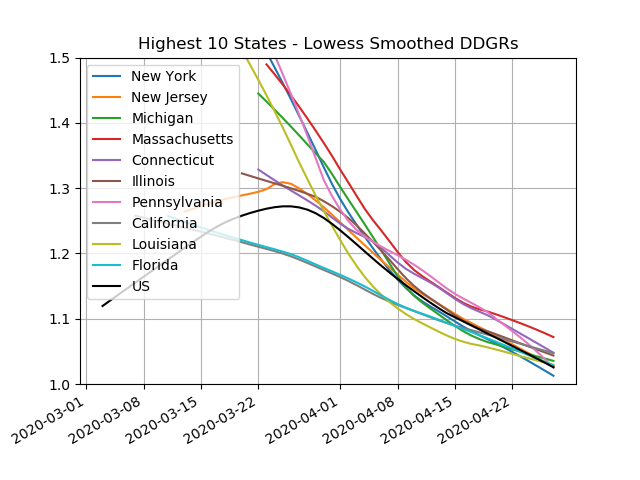 Highest 10 States - Lowess Smoothed DDGRs
1.5
1.4
1.3
1.2
1.1
1.0
New York
New Jersey
Michigan
Massachusetts
Connecticut
Illinois
Pennsylvania
California
Louisiana
Florida
US
2020-03-01
2020-03-08
2020-03-15
2020-03-22
2020-04-01
2020-04-08
2020-04-15
2020-04-22